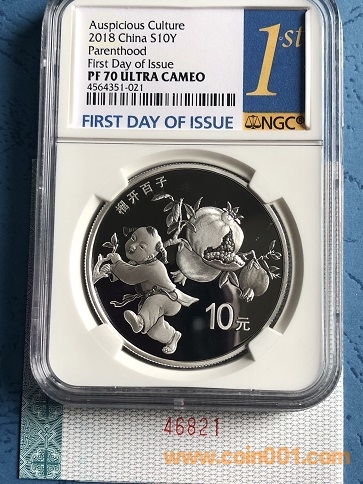 Auspicious Culture
2018 China S10Y
Parenthood
First Day of Issue
PF 70 ULTRA CAMEO
4564351-021
1st
FIRST DAY OF ISSUE
NGC
榴开百子
10元
46821
www.coin001.com